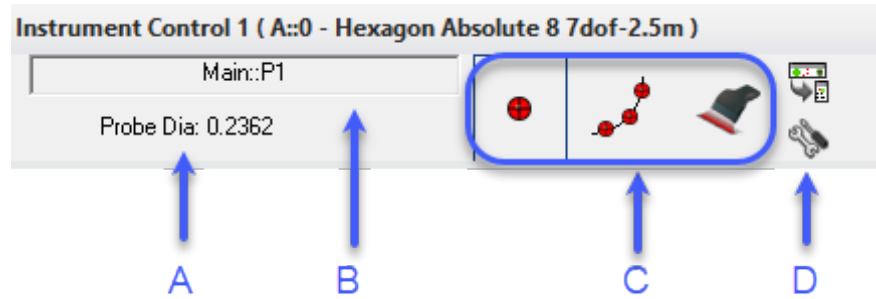 Instrument Control 1 ( A::0 - Hexagon Absolute 8 7dof-2.5m )
Main::P1
Probe Dia: 0.2362
A B C D